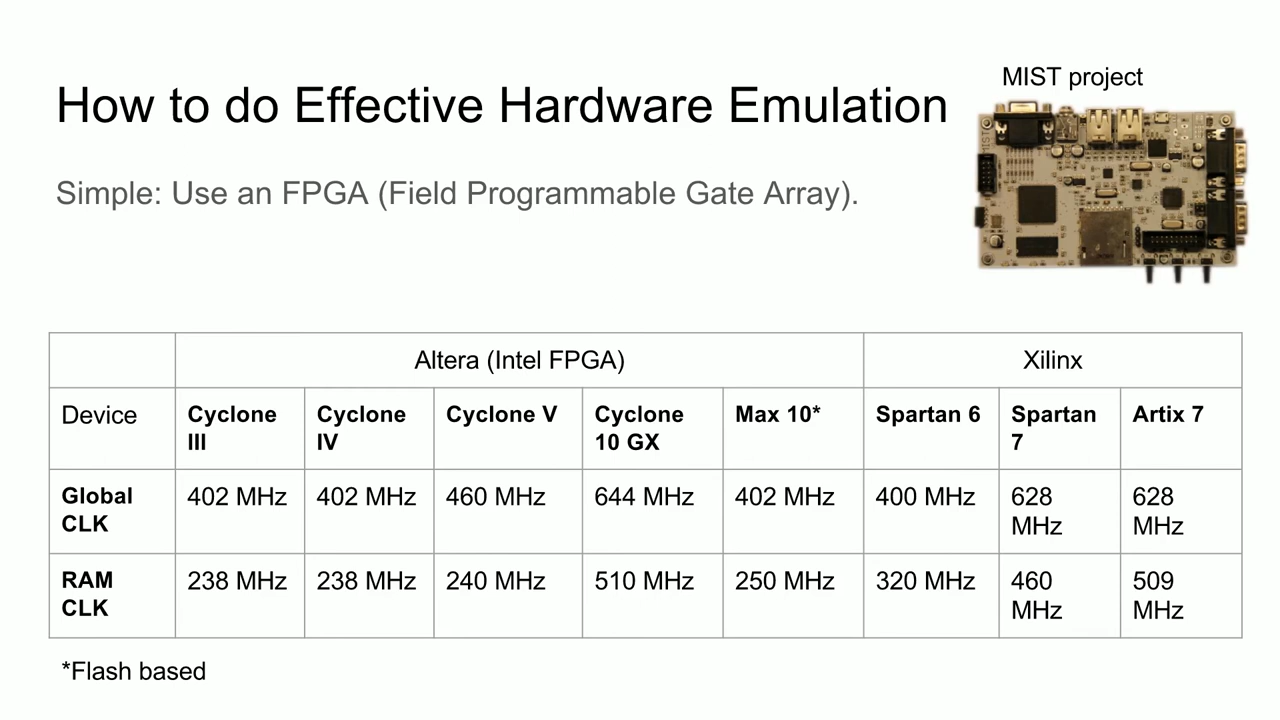 MIST project
How to do Effective Hardware Emulation
Simple: Use an FPGA (Field Programmable Gate Array).
MIST
Altera (Intel FPGA) Xilinx
Device Cyclone III Cyclone IV Cyclone V Cyclone 10 GX Max 10* Spartan 6 Spartan 7 Artix 7
Global CLK 402 MHz 402 MHz 460 MHz 644 MHz 402 MHz 400 MHz 628 MHz 628 MHz
RAM CLK 238 MHz 238 MHz 240 MHz 510 MHz 250 MHz 320 MHz 460 MHz 509 MHz
*Flash based